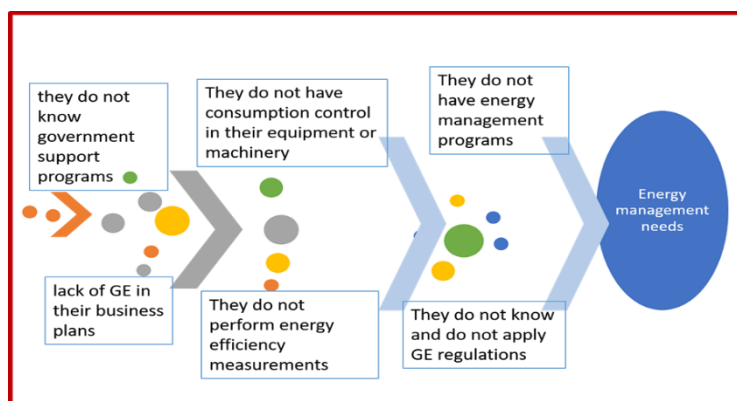 they do not
know
government
support
programs
lack of GE in
their business
plans
They do not have
consumption control
in their equipment or
machinery
They do not
perform energy
efficiency
measurements
They do not
have energy
management
programs
They do not know
and do not apply
GE regulations
Energy
management
needs